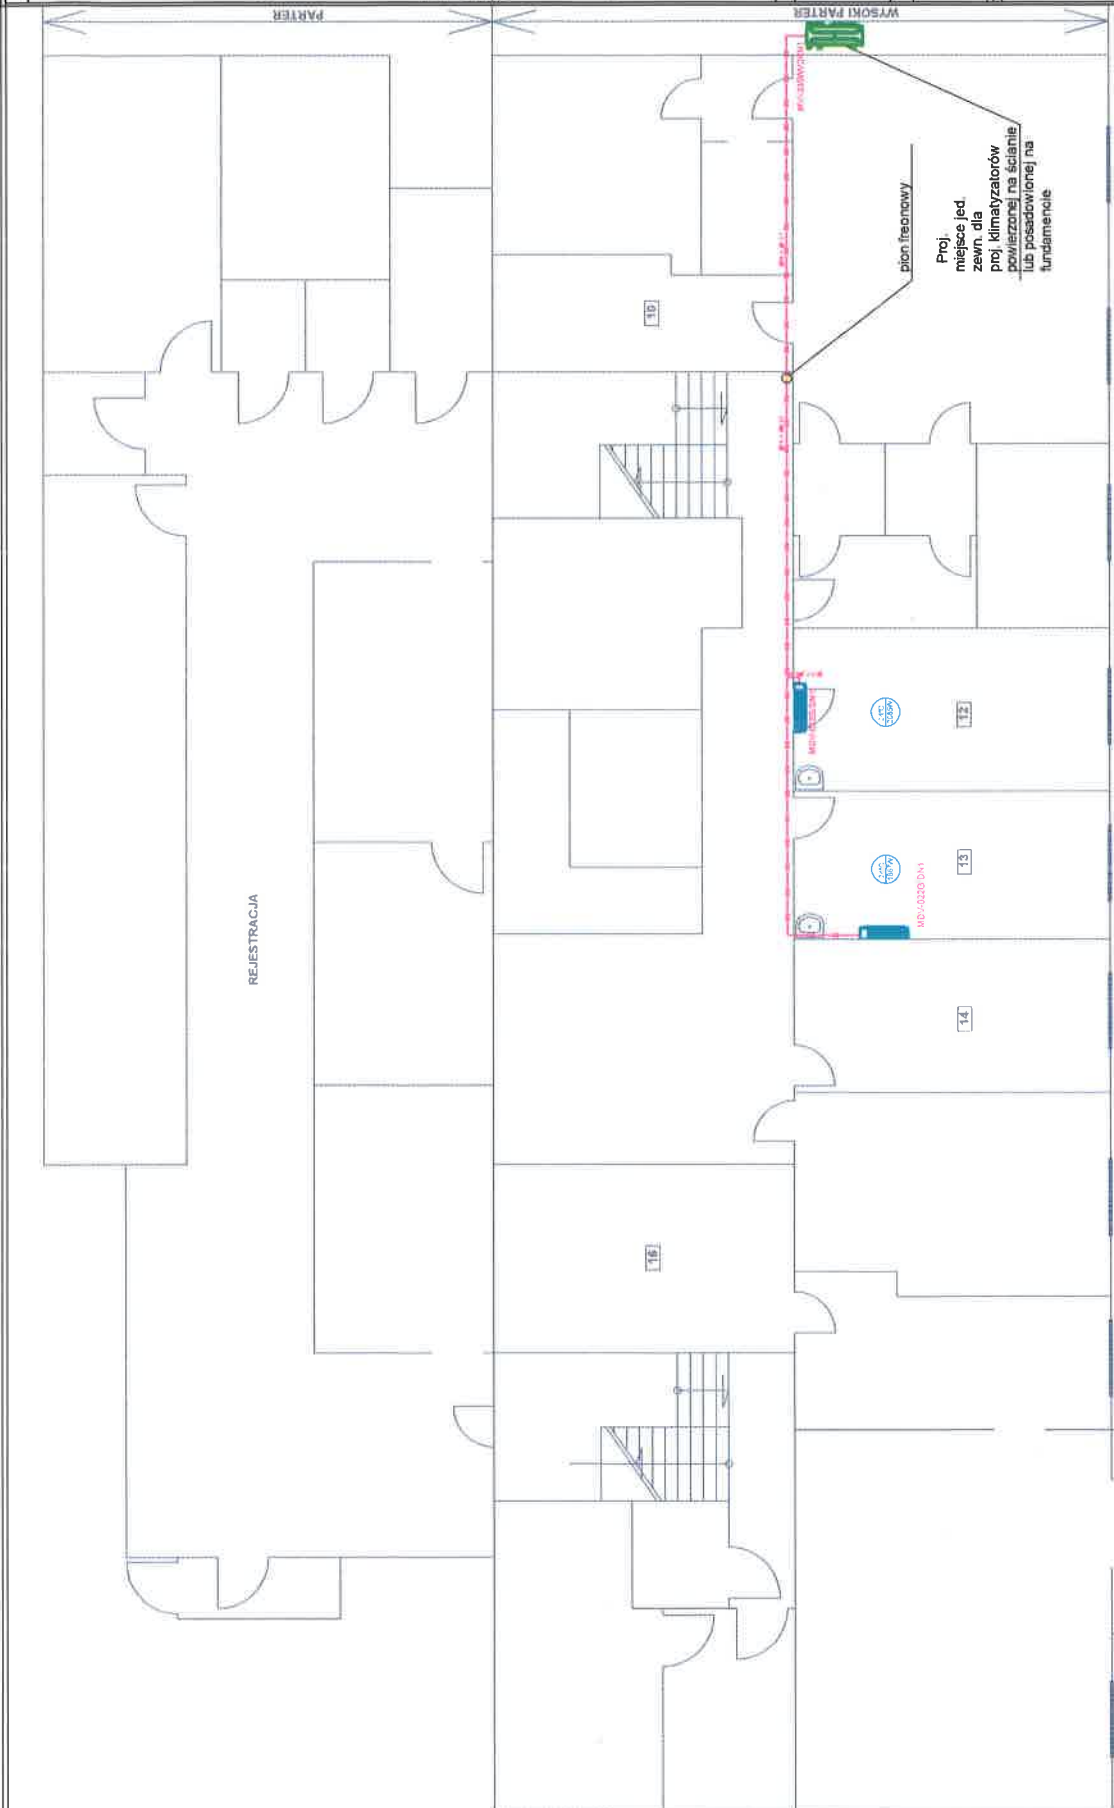 PARTER
WYSOKI PARTER
REJESTRACJA
10
pion freonowy
Proj.
miejsce jed.
zewn. dla
proj. klimatyzatorów
powierzonej na ścianie
lub posadowionej na
fundamencie
12
13
14
16